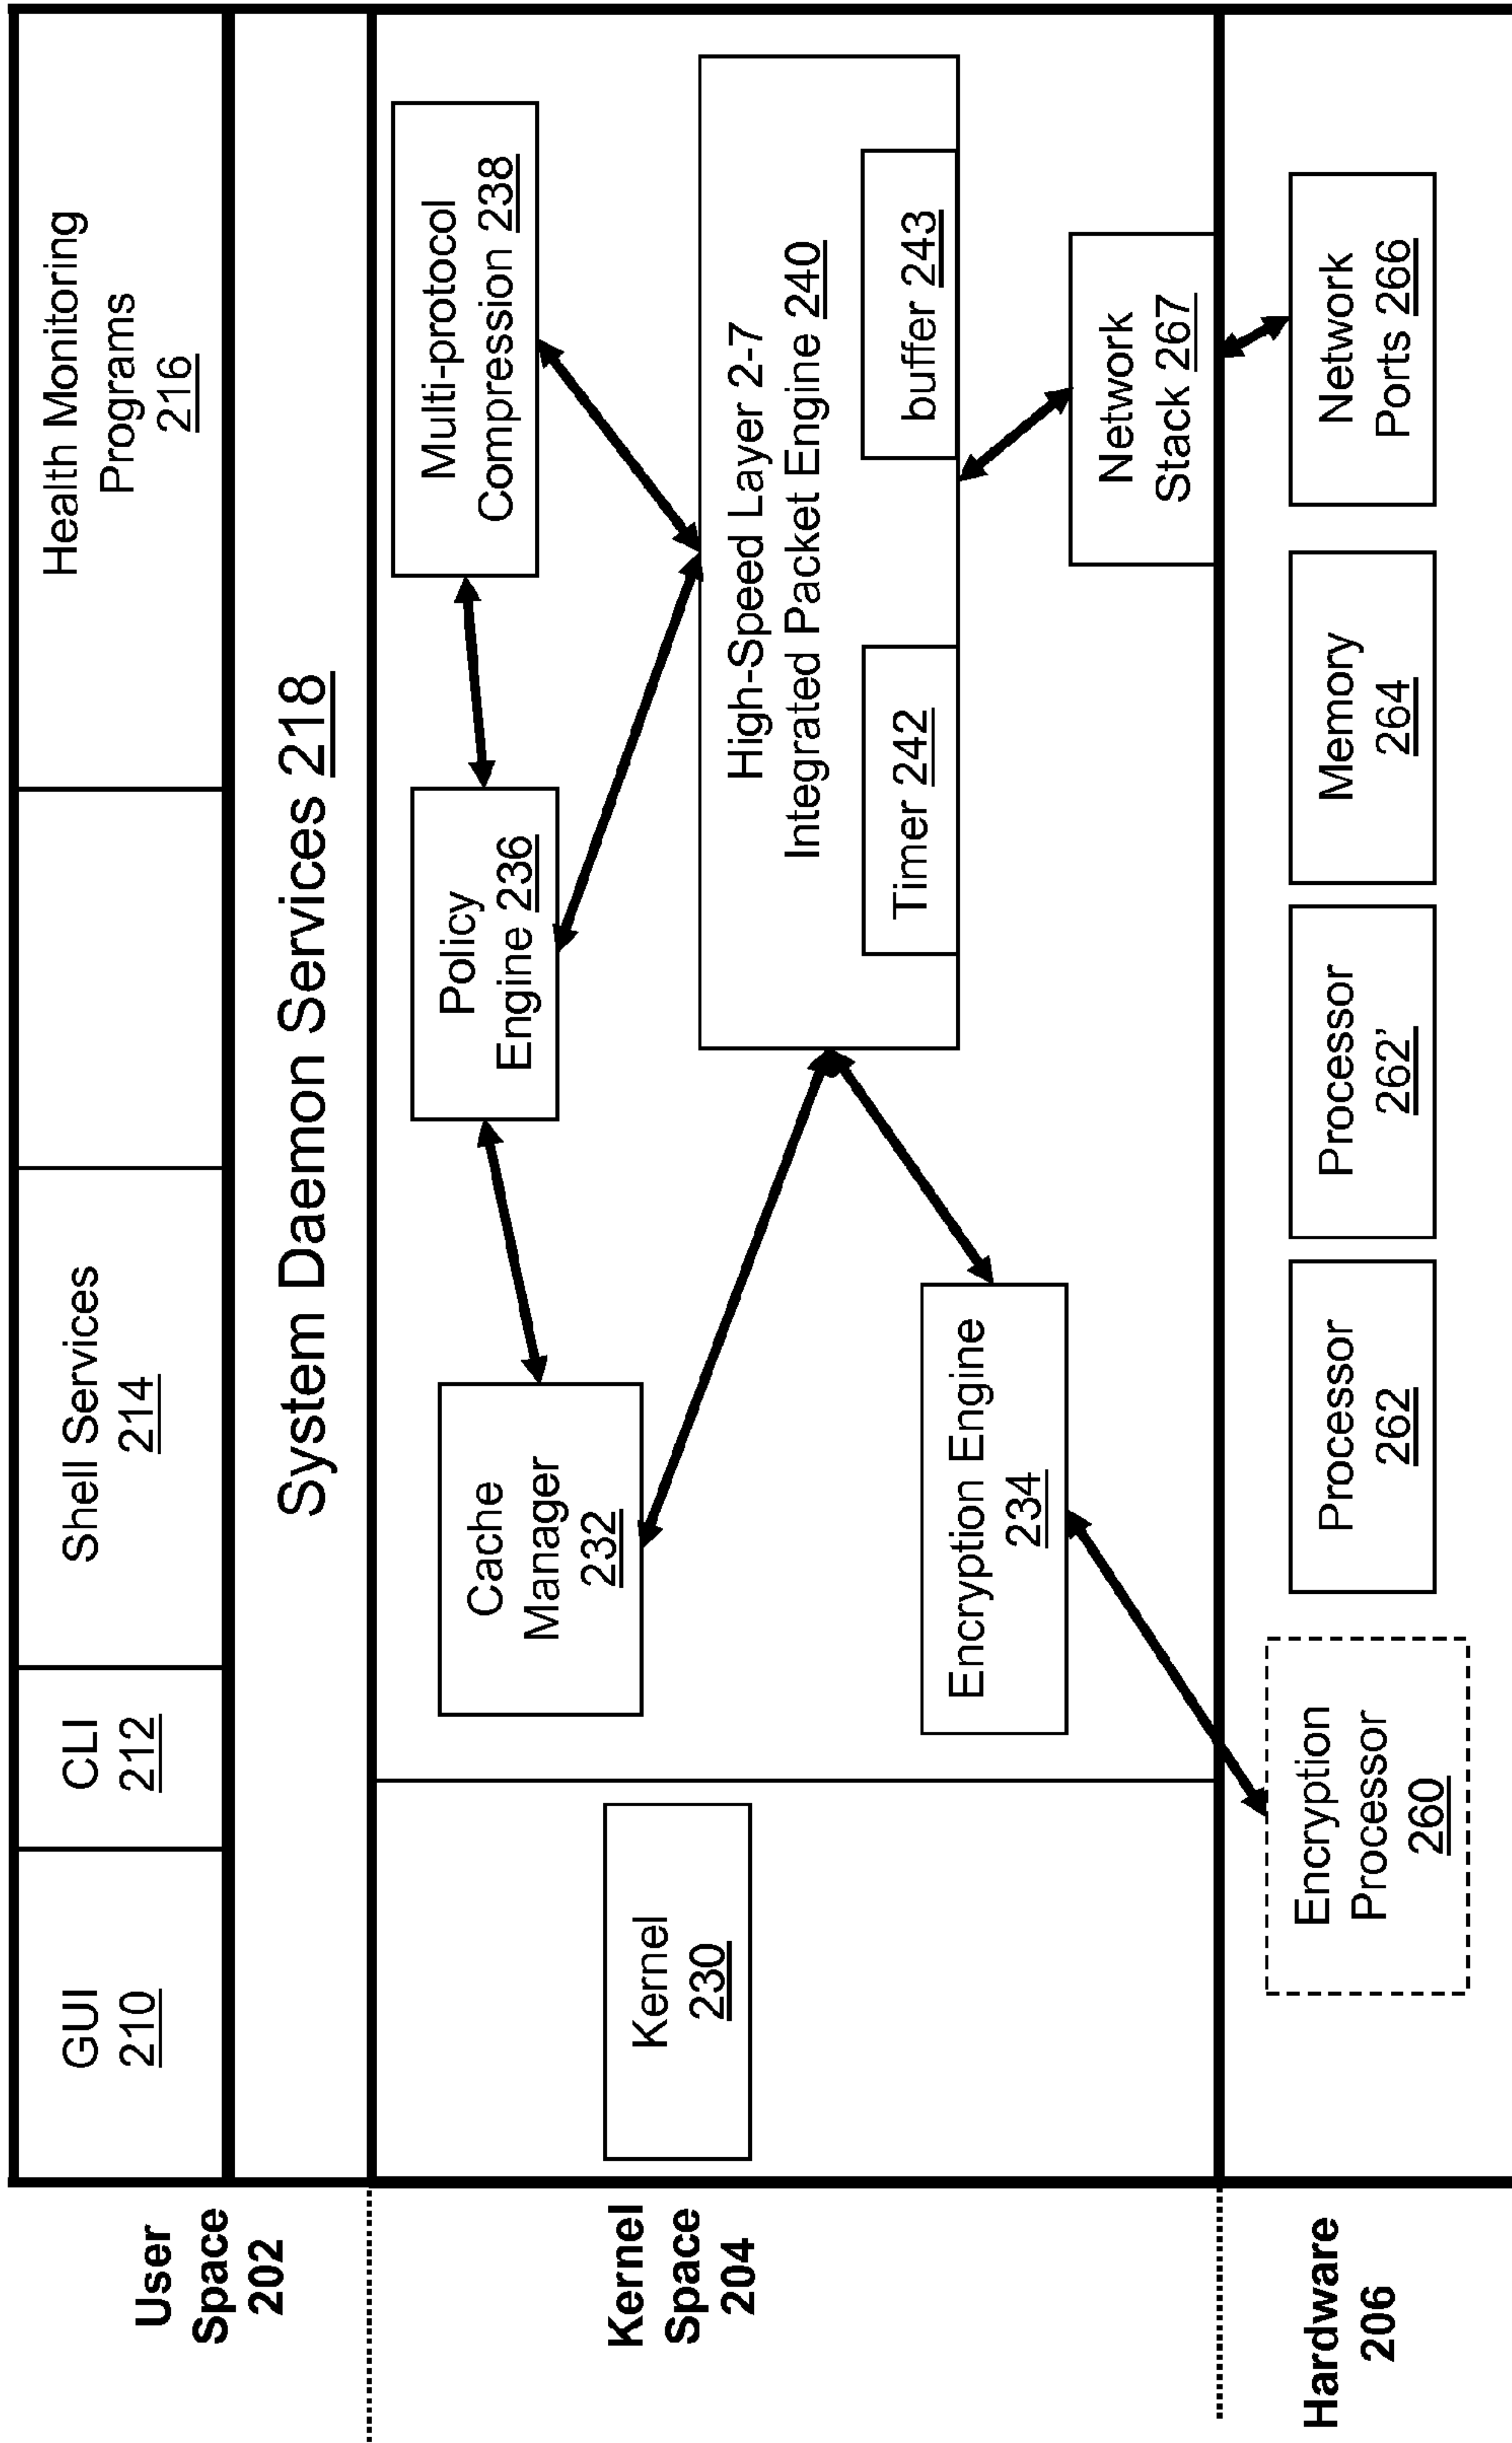 User
Space
202
GUI
210
CLI
212
Shell Services
214
Health Monitoring
Programs
216
System Daemon Services 218
Kernel
Space
204
Kernel
230
Cache
Manager
232
Policy
Engine 236
Multi-protocol
Compression 238
High-Speed Layer 2-7
Integrated Packet Engine 240
Timer 242
buffer 243
Encryption Engine
234
Network
Stack 267
Hardware
206
Encryption
Processor
260
Processor
262
Processor
262’
Memory
264
Network
Ports 266